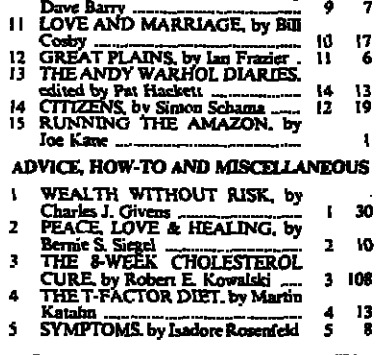 Dave Barry 9 7
11 LOVE AND MARRIAGE, by Bill
Cosby 10 17
12 GREAT PLAINS, by Ian Frazier . 11 6
13 THE ANDY WARHOL DIARIES,
edited by Pat Hackett 14 13
14 CITIZENS, by Simon Schama 12 19
15 RUNNING THE AMAZON, by
Joe Kane 1
ADVICE, HOW-TO AND MISCELLANEOUS
1 WEALTH WITHOUT RISK, by
Charles J. Givens 1 30
2 PEACE, LOVE & HEALING, by
Bernie S. Siegel 2 10
3 THE 8-WEEK CHOLESTEROL
CURE, by Robert E. Kowalski 3 108
4 THE T-FACTOR DIET, by Martin
Katahn 4 13
5 SYMPTOMS, by Isadore Rosenfeld 5 8